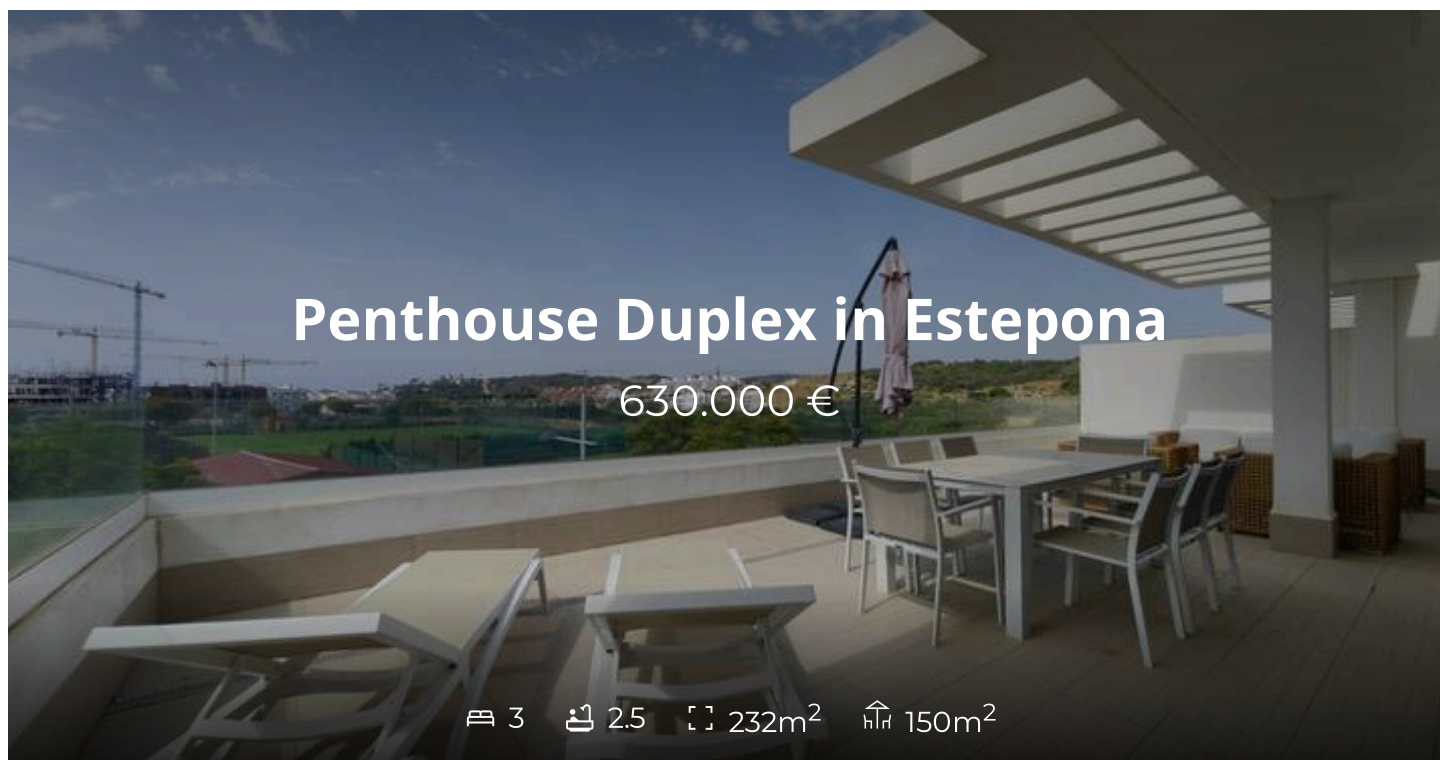 Penthouse Duplex in Estepona
630.000 €
3 2.5 232m² 150m²